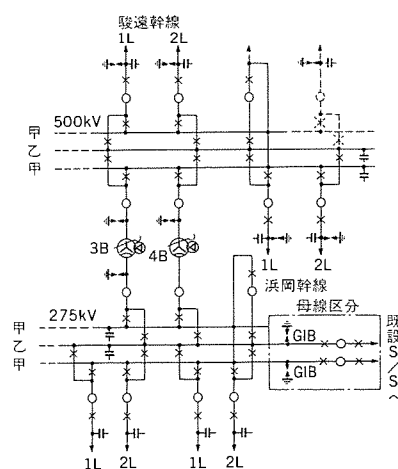 駿遠幹線
1L 2L
500kV
甲
乙
甲
3B
4B
1L 2L
浜岡幹線
母線区分
275kV
甲
乙
甲
GIB
GIB
既設S/S へ
1L 2L 1L 2L